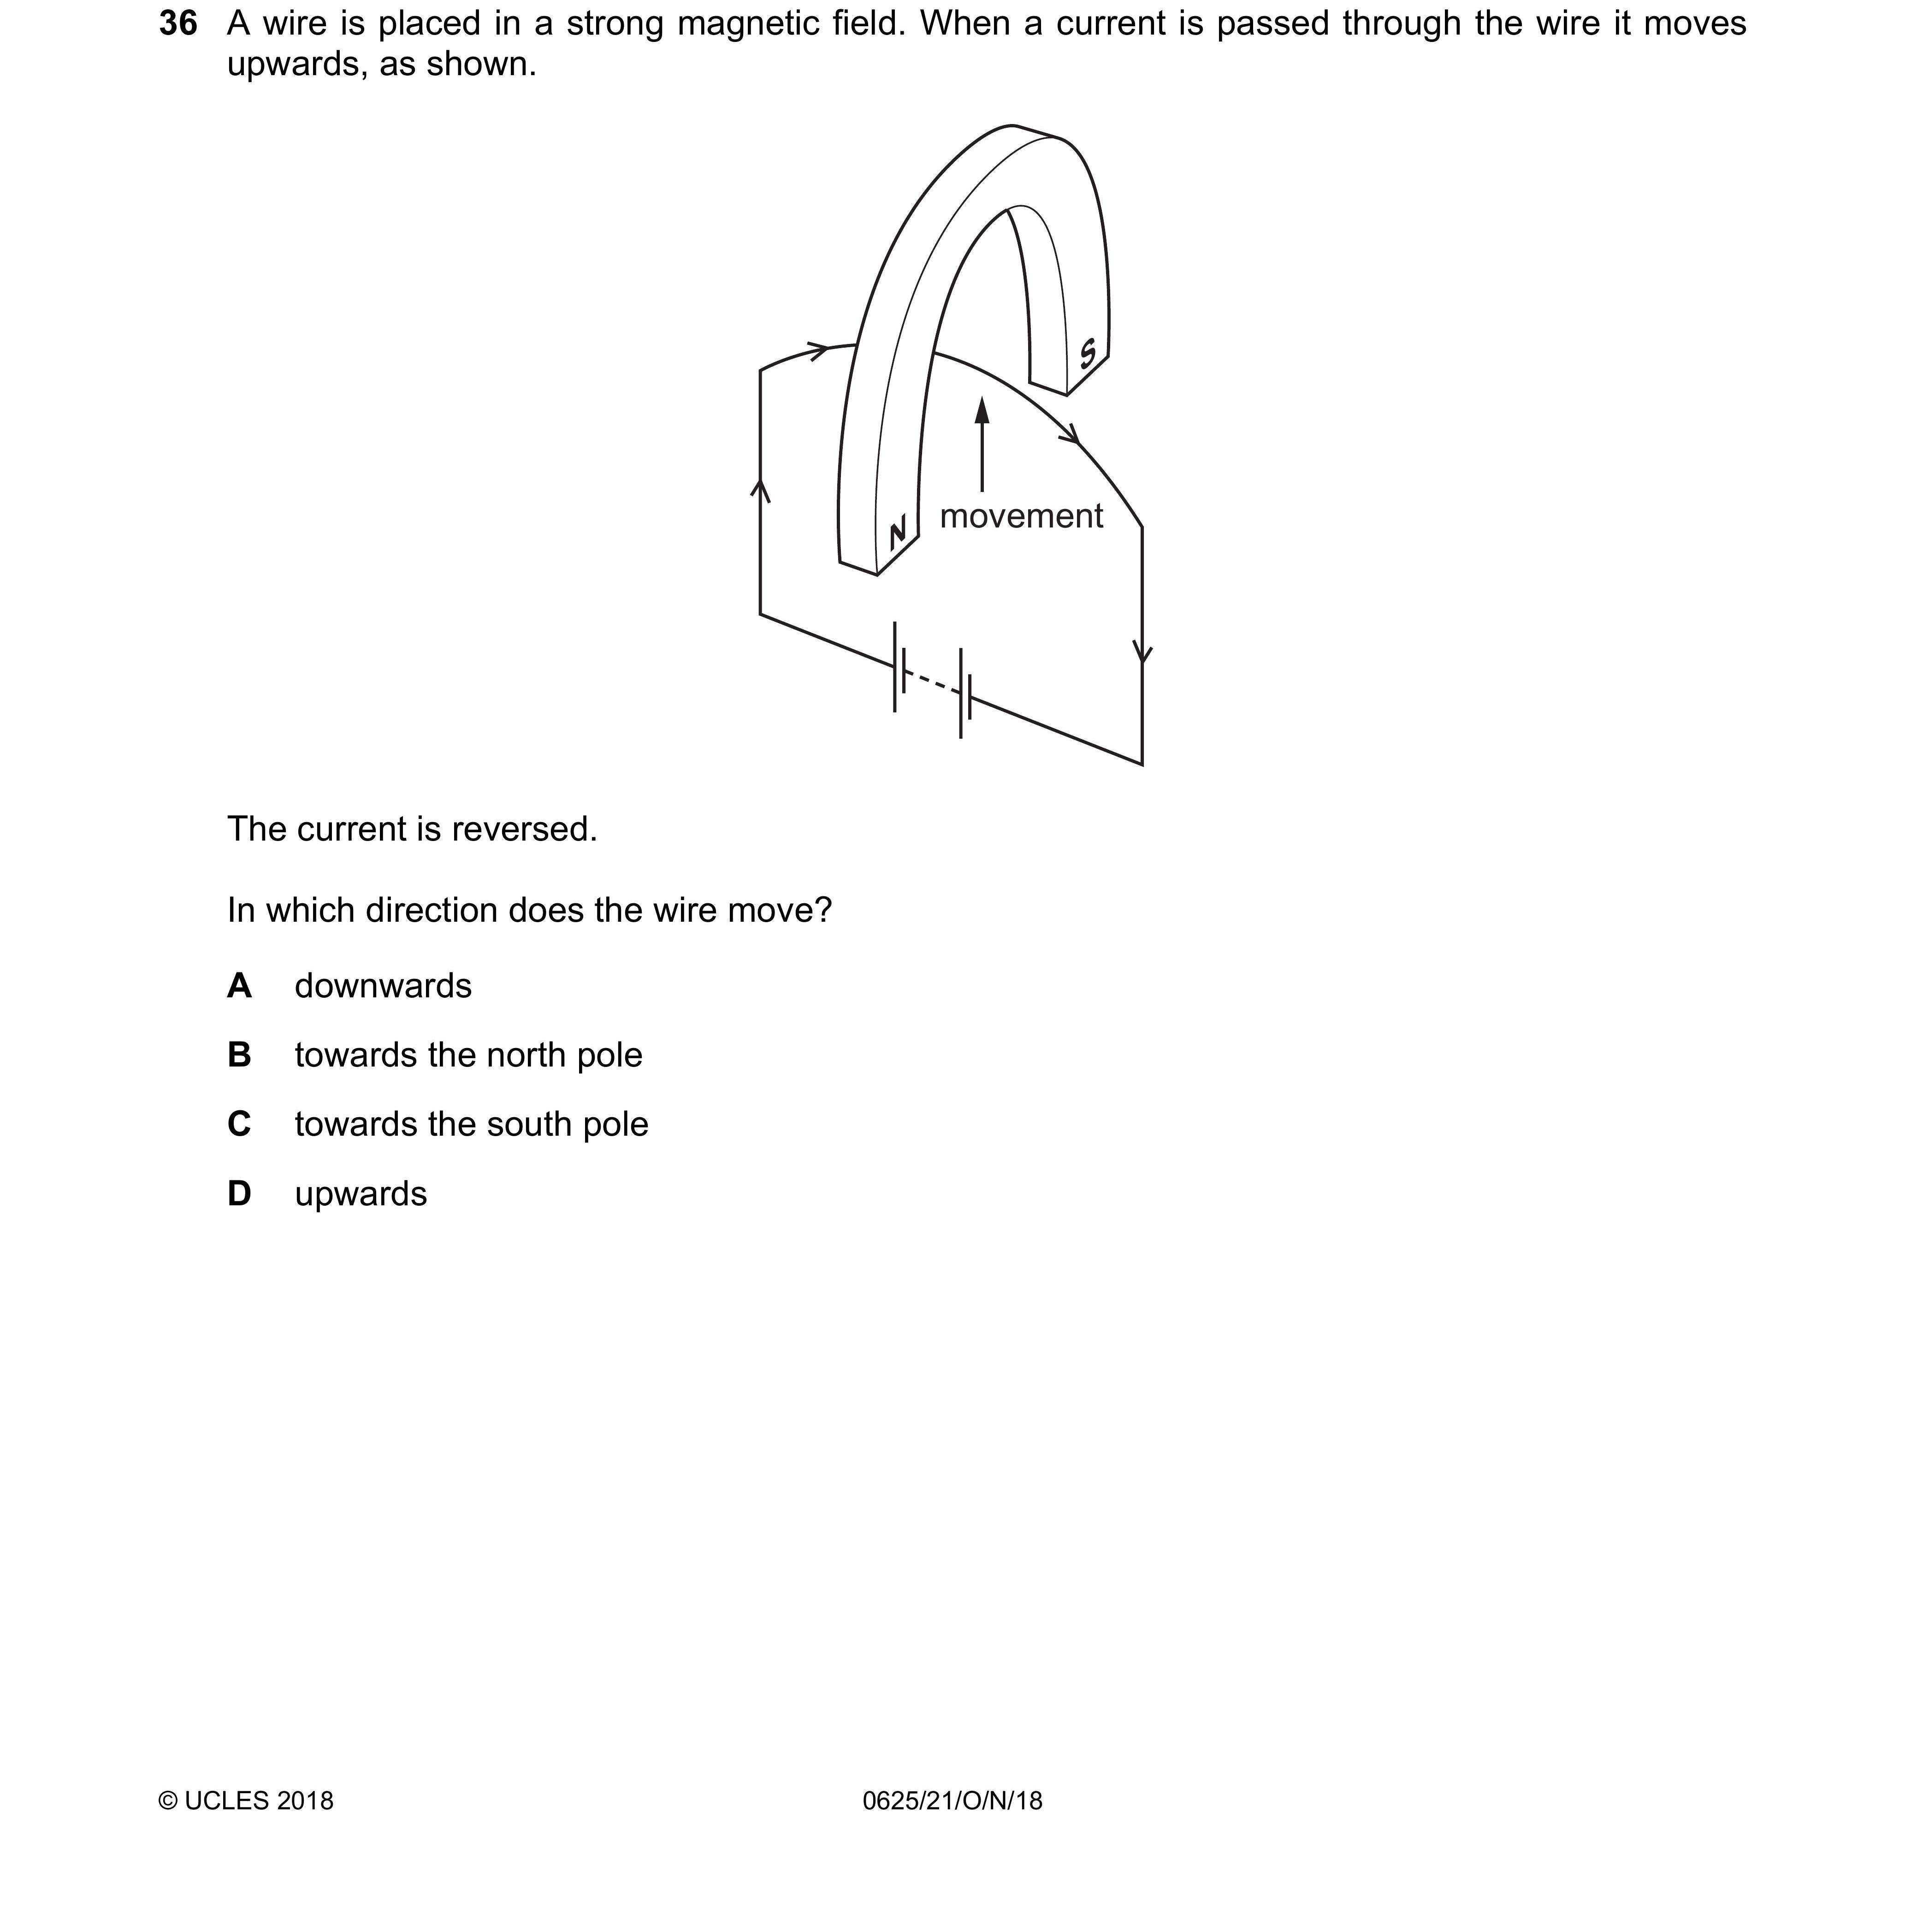 36 A wire is placed in a strong magnetic field. When a current is passed through the wire it moves
upwards, as shown.
S
N
movement
The current is reversed.
In which direction does the wire move?
A downwards
B towards the north pole
C towards the south pole
D upwards
© UCLES 2018 0625/21/O/N/18